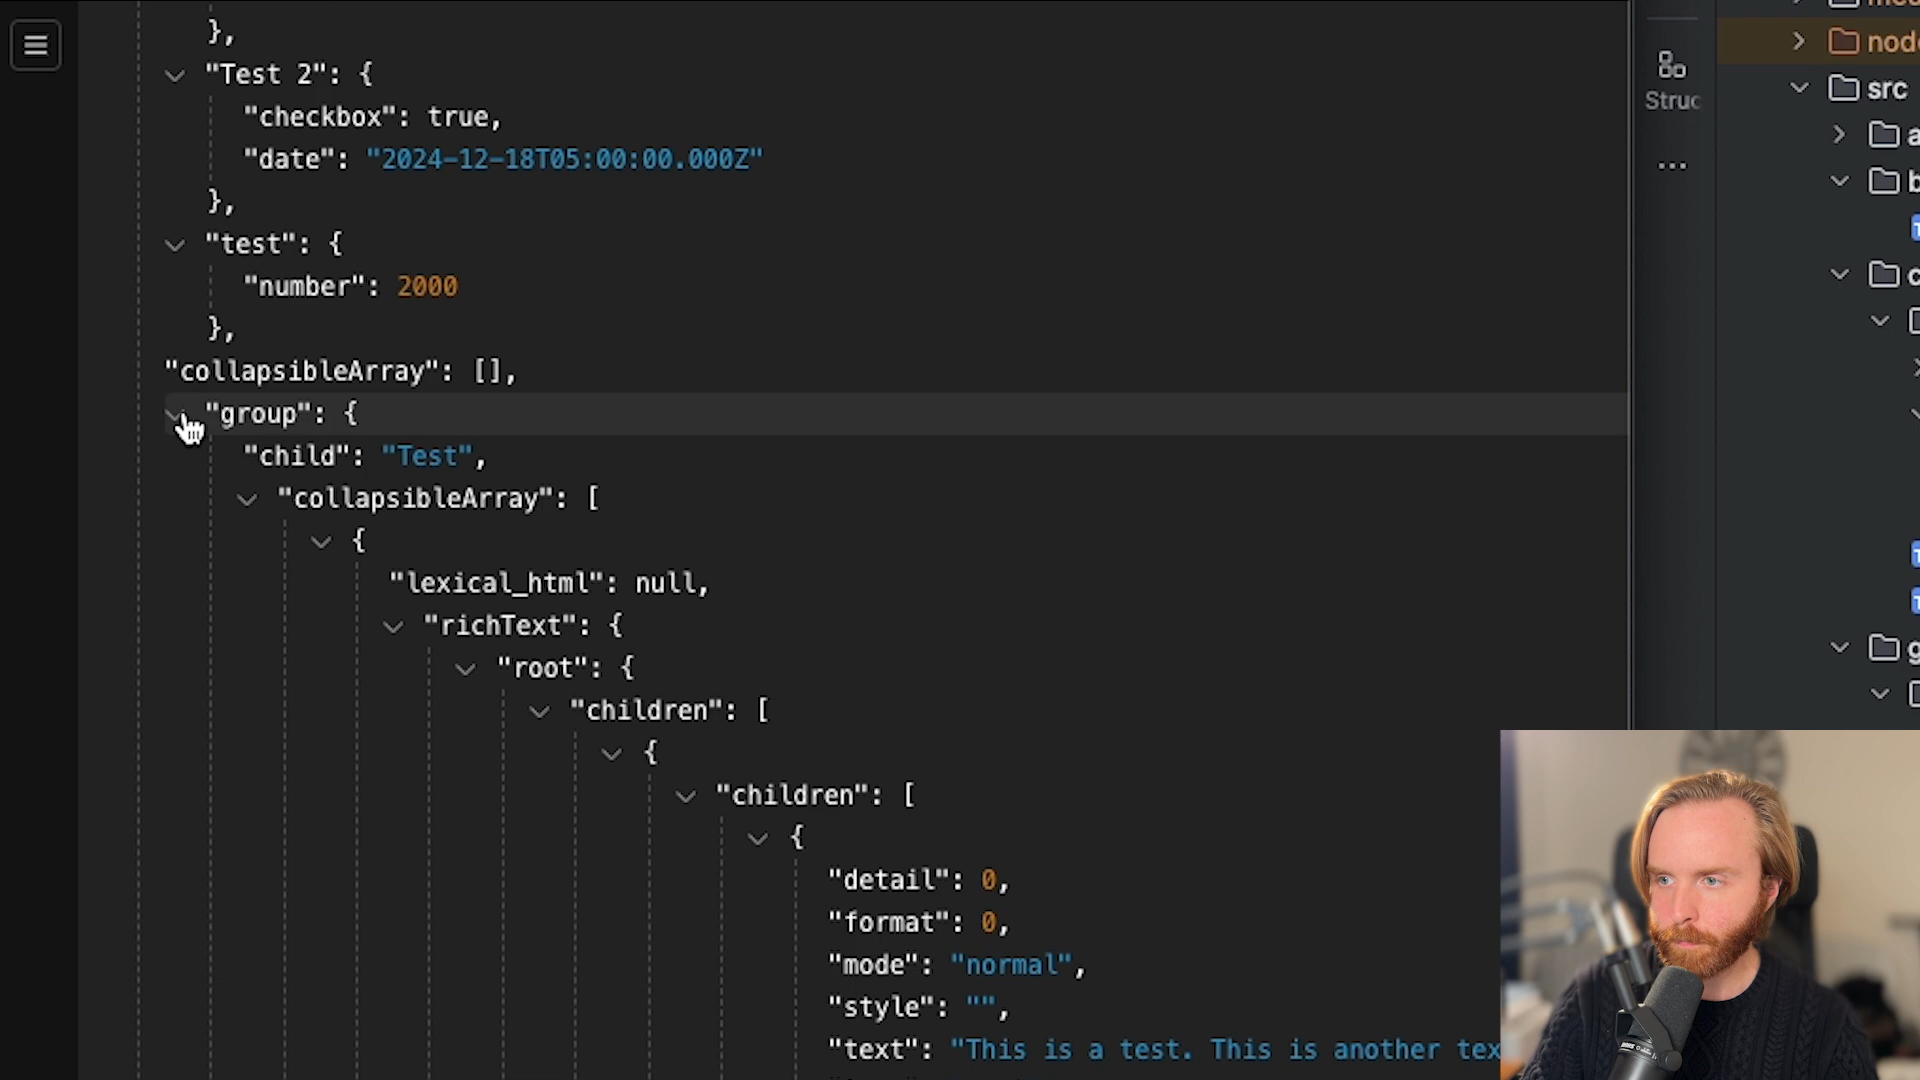 },
"Test 2": {
"checkbox": true,
"date": "2024-12-18T05:00:00.000Z"
},
"test": {
"number": 2000
},
"collapsibleArray": [],
"group": {
"child": "Test",
"collapsibleArray": [
{
"lexical_html": null,
"richText": {
"root": {
"children": [
{
"children": [
{
"detail": 0,
"format": 0,
"mode": "normal",
"style": "",
"text": "This is a test. This is another tex
Struc
...
node
src
a
b
c
g